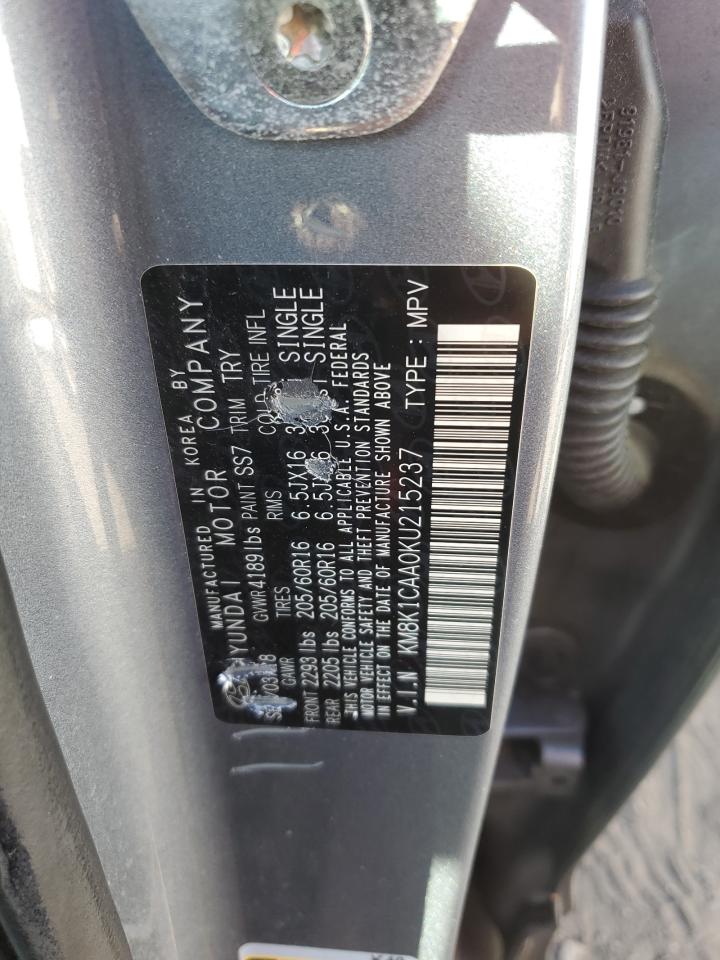 MANUFACTURED IN KOREA BY
HYUNDAI MOTOR COMPANY
GVWR 4189 lbs PAINT SS7 TRIM TRY
GAWR TIRES RIMS COLD TIRE INFL
FRONT 2293 lbs 205/60R16 6.5JX16 SINGLE
REAR 2205 lbs 205/60R16 SINGLE
THIS VEHICLE CONFORMS TO ALL APPLICABLE U.S.A. FEDERAL
MOTOR VEHICLE SAFETY AND THEFT PREVENTION STANDARDS
IN EFFECT ON THE DATE OF MANUFACTURE SHOWN ABOVE
V.I.N KM8K1CAA0KU215237 TYPE : MPV